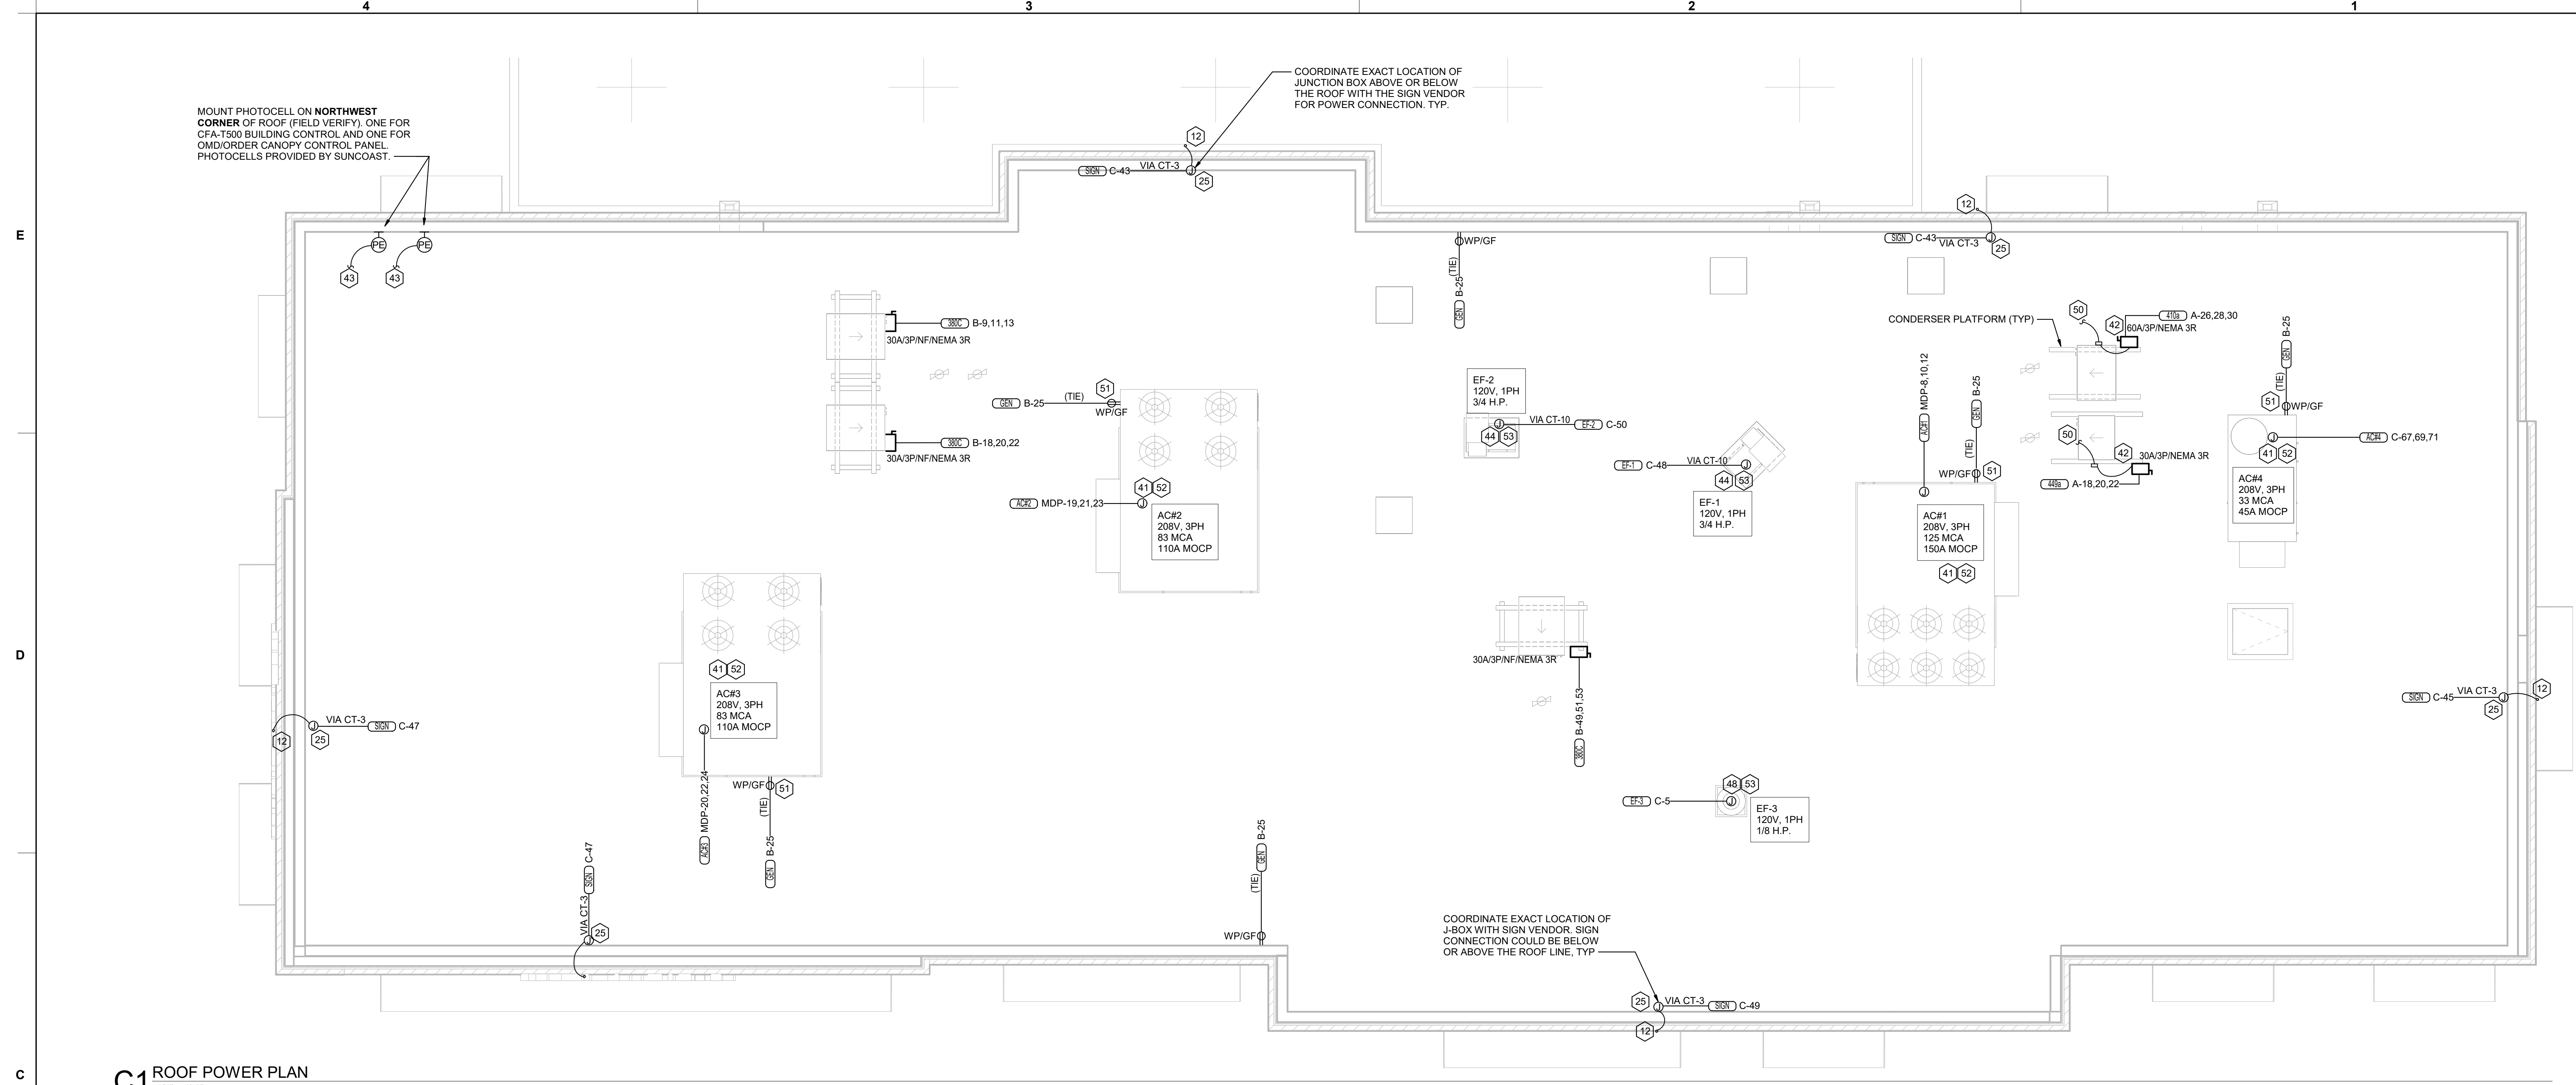 4
3
2
1
E
D
C
MOUNT PHOTOCELL ON NORTHWEST
CORNER OF ROOF (FIELD VERIFY). ONE FOR
CFA-T500 BUILDING CONTROL AND ONE FOR
OMD/ORDER CANOPY CONTROL PANEL.
PHOTOCELLS PROVIDED BY SUNCOAST.
PE
PE
43
43
COORDINATE EXACT LOCATION OF
JUNCTION BOX ABOVE OR BELOW
THE ROOF WITH THE SIGN VENDOR
FOR POWER CONNECTION. TYP.
12
SIGN C-43 VIA CT-3 J
25
12
SIGN C-43 VIA CT-3 J
25
WP/GF
(TIE)
GEN B-25
380C B-9,11,13
30A/3P/NF/NEMA 3R
380C B-18,20,22
30A/3P/NF/NEMA 3R
51
GEN B-25 (TIE)
WP/GF
41 52
AC#2 MDP-19,21,23 J
AC#2
208V, 3PH
83 MCA
110A MOCP
EF-2
120V, 1PH
3/4 H.P.
J VIA CT-10 EF-2 C-50
44 53
EF-1 C-48 VIA CT-10 J
44 53
EF-1
120V, 1PH
3/4 H.P.
CONDERSER PLATFORM (TYP)
50
42
410a A-26,28,30
60A/3P/NEMA 3R
50
42
30A/3P/NEMA 3R
449a A-18,20,22
GEN B-25
(TIE)
51
WP/GF
J AC#4 C-67,69,71
41 52
AC#4
208V, 3PH
33 MCA
45A MOCP
AC#1 MDP-8,10,12
J
GEN B-25
(TIE)
WP/GF
51
AC#1
208V, 3PH
125 MCA
150A MOCP
41 52
41 52
AC#3
208V, 3PH
83 MCA
110A MOCP
J
AC#3 MDP-20,22,24
WP/GF
51
(TIE)
GEN B-25
30A/3P/NF/NEMA 3R
380C B-49,51,53
12
J VIA CT-3 SIGN C-47
25
SIGN C-45 VIA CT-3 J
12
25
48 53
EF-3 C-5 J
EF-3
120V, 1PH
1/8 H.P.
SIGN C-47
VIA CT-3
J
25
GEN B-25
(TIE)
WP/GF
COORDINATE EXACT LOCATION OF
J-BOX WITH SIGN VENDOR. SIGN
CONNECTION COULD BE BELOW
OR ABOVE THE ROOF LINE, TYP
25
J VIA CT-3 SIGN C-49
12
C1 ROOF POWER PLAN